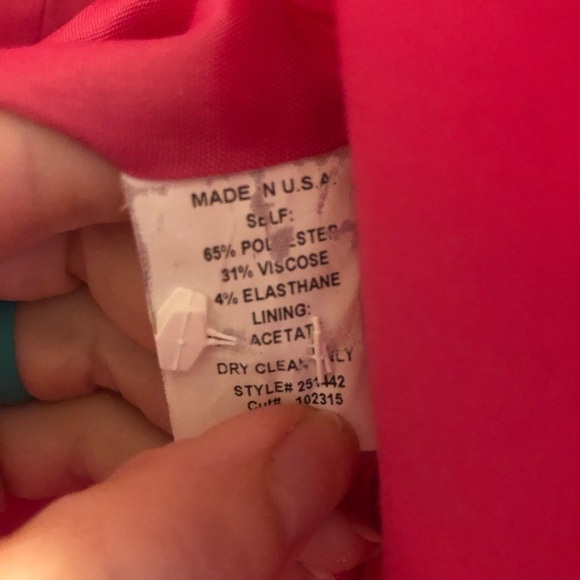 MADE IN U.S.A.
SELF:
65% POLYESTER
31% VISCOSE
4% ELASTHANE
LINING:
ACETATE
DRY CLEAN ONLY
STYLE# 251442
Cut# 102315